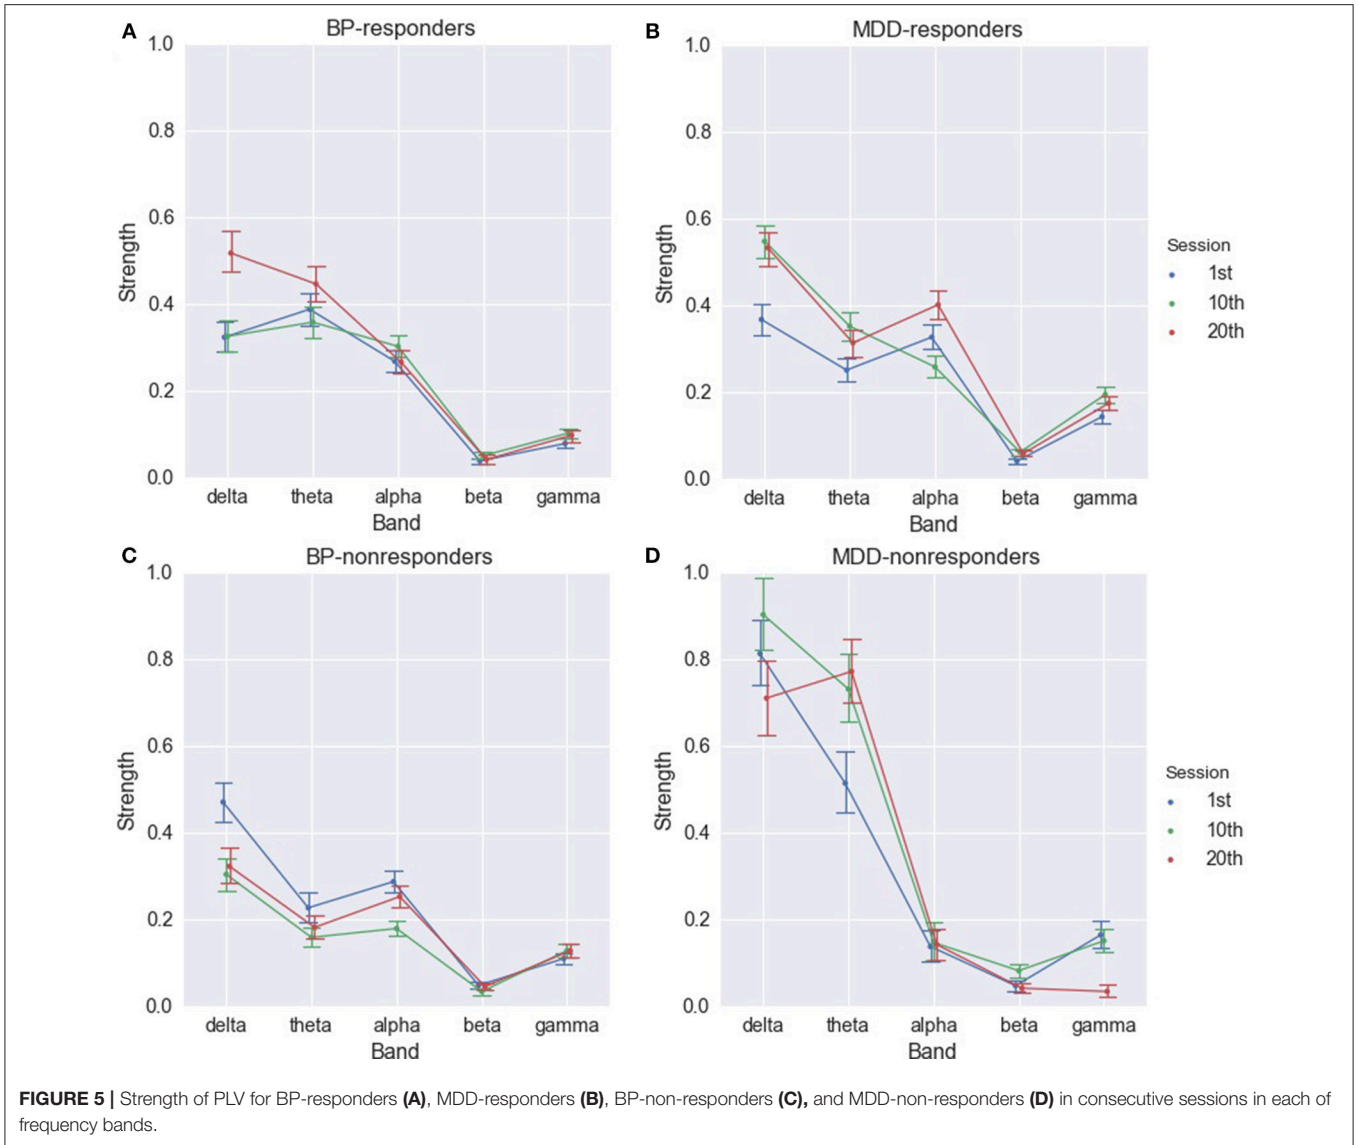 A
BP-responders
1.0
0.8
0.6
0.4
0.2
0.0
Strength
delta theta alpha beta gamma
Band
B
MDD-responders
1.0
0.8
0.6
0.4
0.2
0.0
Strength
delta theta alpha beta gamma
Band
Session
1st
10th
20th
C
BP-nonresponders
1.0
0.8
0.6
0.4
0.2
0.0
Strength
delta theta alpha beta gamma
Band
D
MDD-nonresponders
1.0
0.8
0.6
0.4
0.2
0.0
Strength
delta theta alpha beta gamma
Band
Session
1st
10th
20th
FIGURE 5 | Strength of PLV for BP-responders (A), MDD-responders (B), BP-non-responders (C), and MDD-non-responders (D) in consecutive sessions in each of
frequency bands.